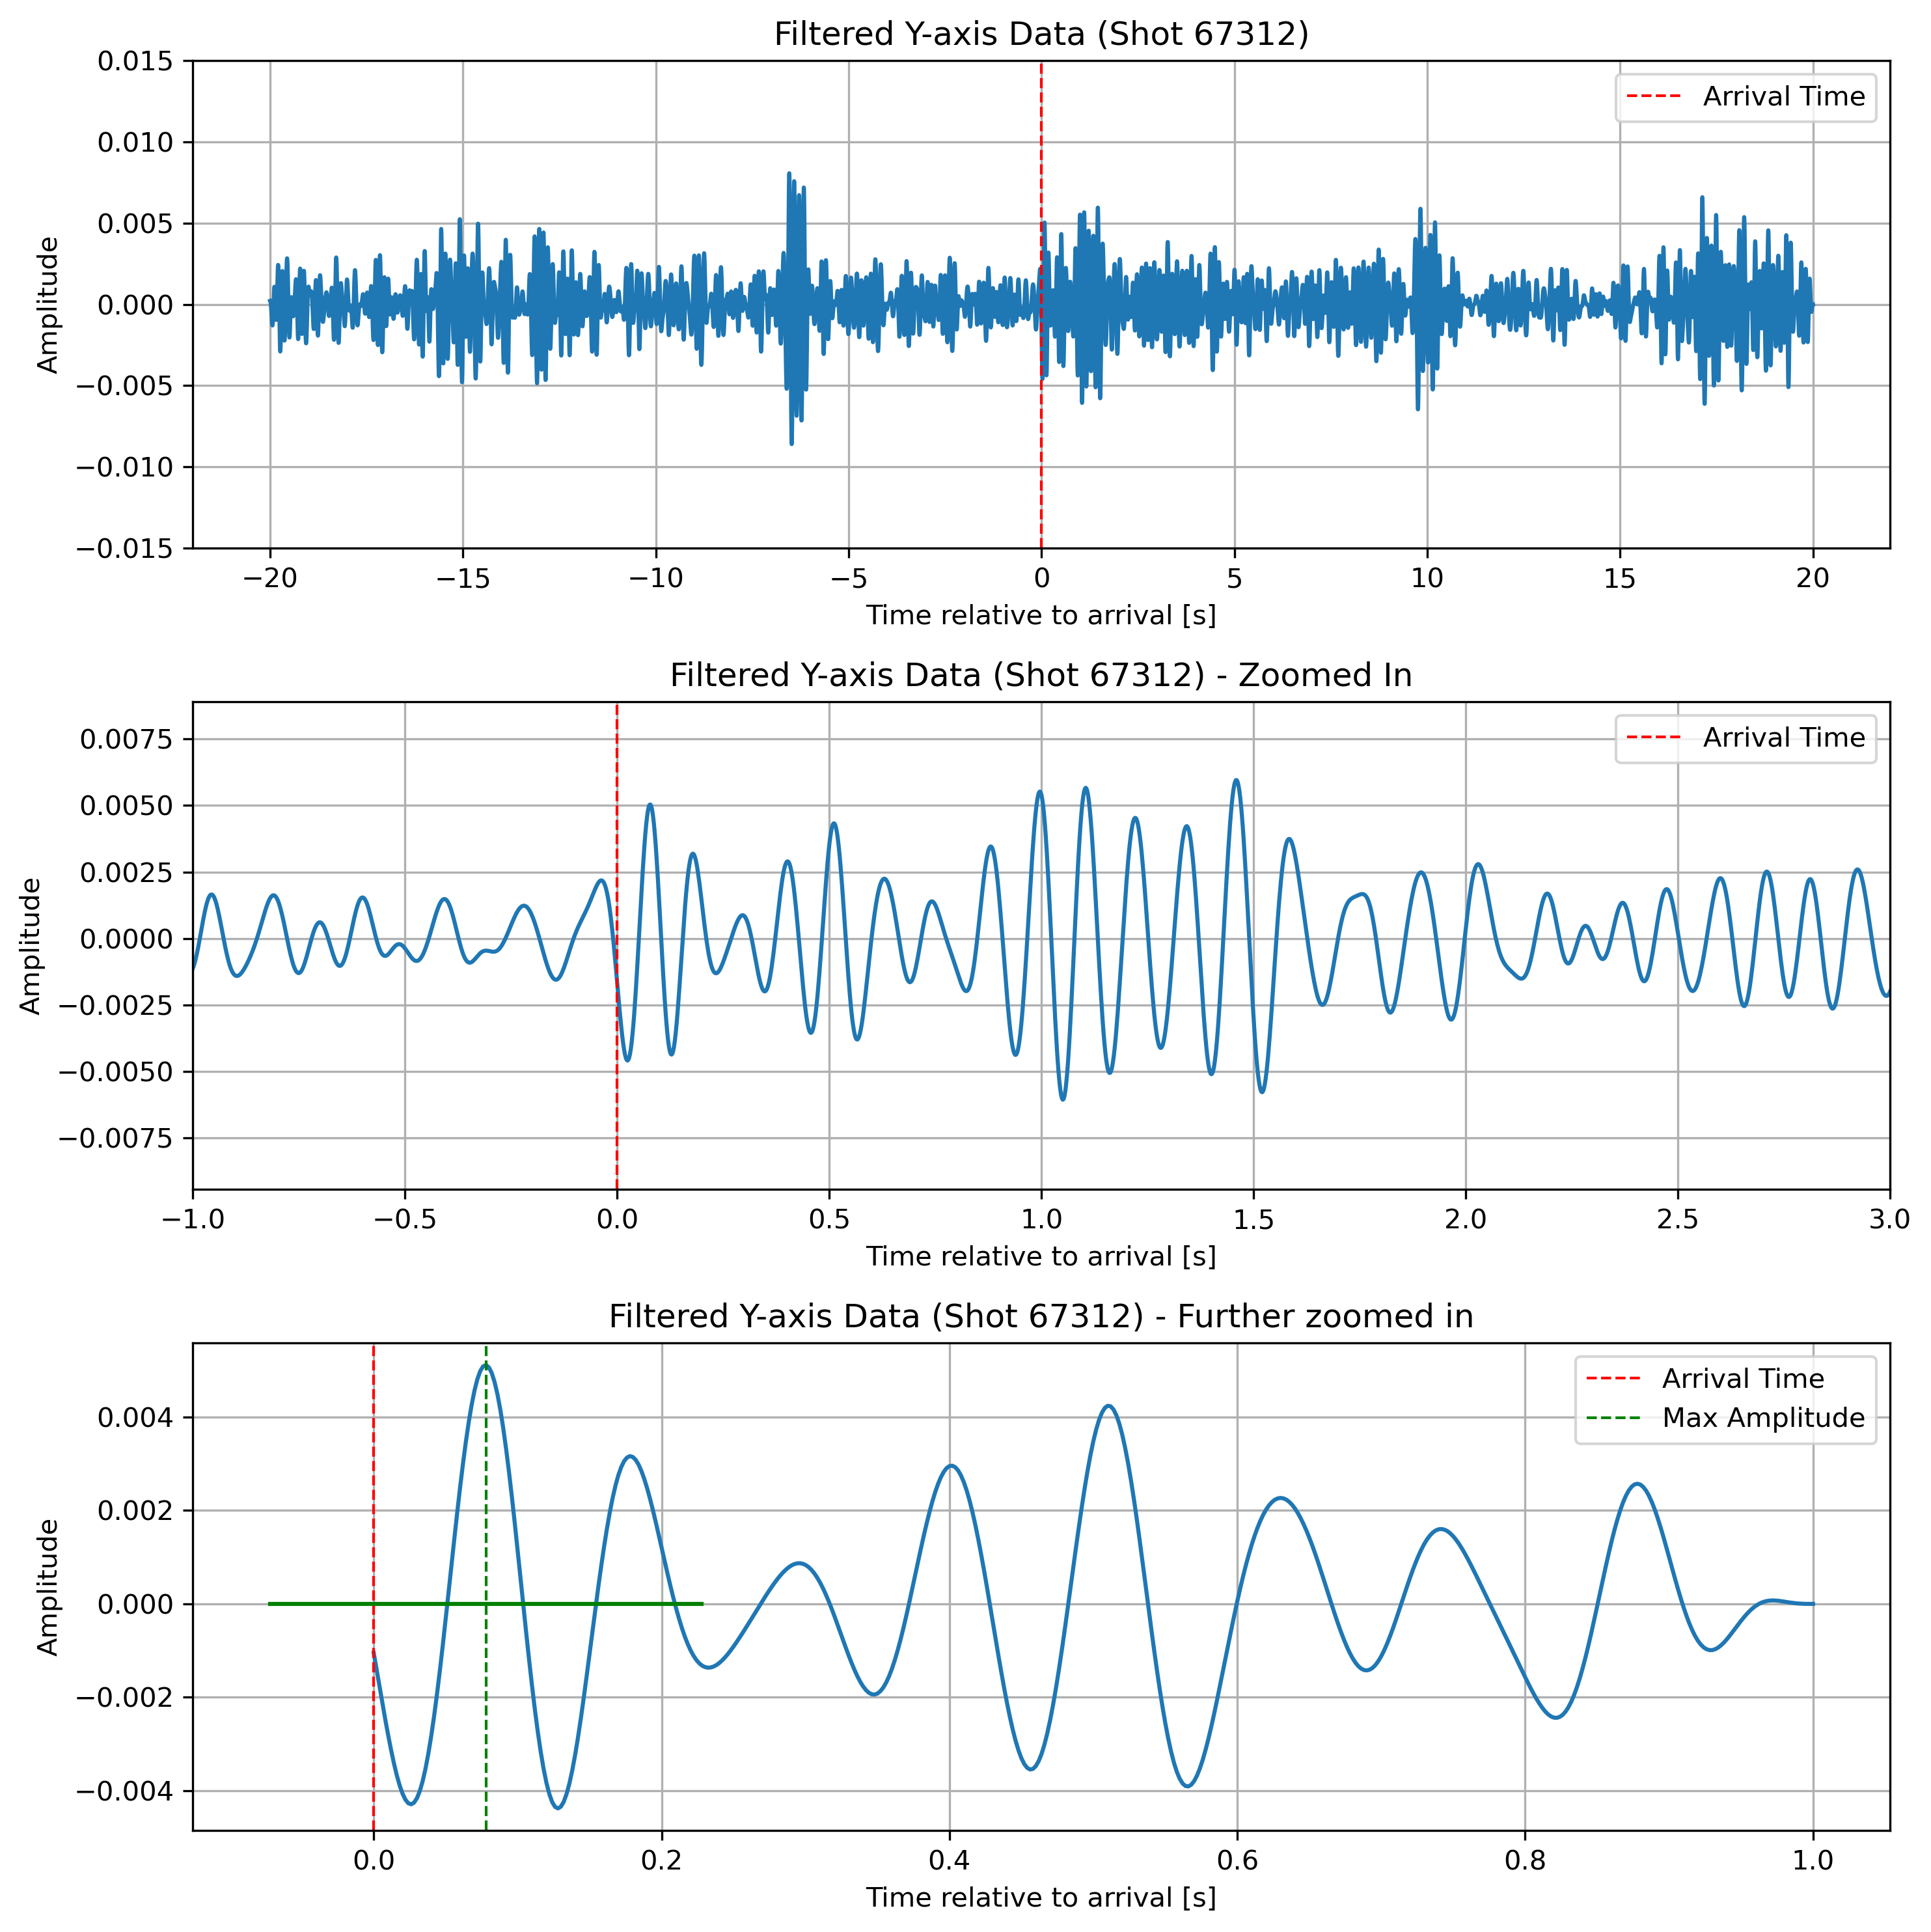 Filtered Y-axis Data (Shot 67312)
0.015
0.010
0.005
0.000
−0.005
−0.010
−0.015
Amplitude
Arrival Time
−20 −15 −10 −5 0 5 10 15 20
Time relative to arrival [s]
Filtered Y-axis Data (Shot 67312) - Zoomed In
0.0075
0.0050
0.0025
0.0000
−0.0025
−0.0050
−0.0075
Amplitude
Arrival Time
−1.0 −0.5 0.0 0.5 1.0 1.5 2.0 2.5 3.0
Time relative to arrival [s]
Filtered Y-axis Data (Shot 67312) - Further zoomed in
0.004
0.002
0.000
−0.002
−0.004
Amplitude
Arrival Time
Max Amplitude
0.0 0.2 0.4 0.6 0.8 1.0
Time relative to arrival [s]